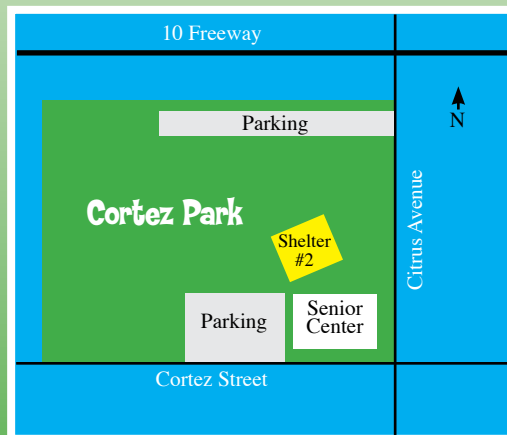 10 Freeway
Parking
N
Cortez Park
Citrus Avenue
Shelter
#2
Parking
Senior
Center
Cortez Street